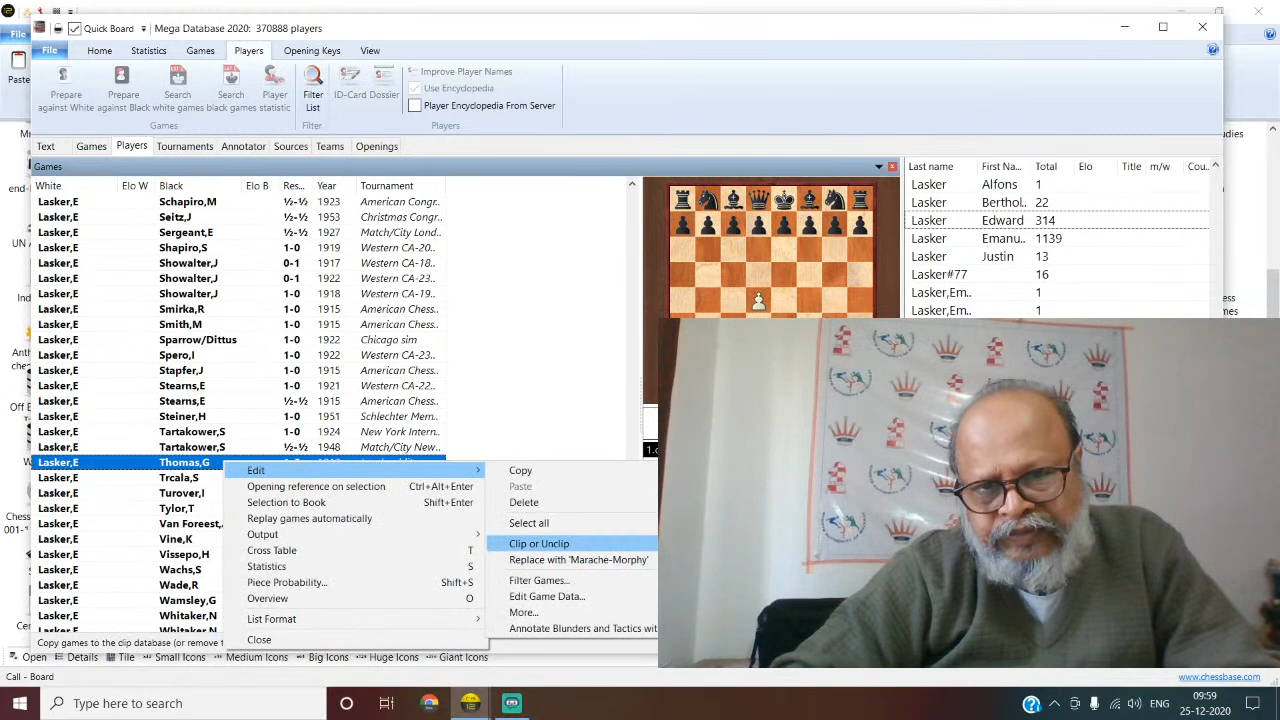 Quick Board Mega Database 2020: 370888 players
File Home Statistics Games Players Opening Keys View
File
Paste
Prepare against White
Prepare against Black
Search white games
Search black games
Player statistic
Filter List
ID-Card Dossier
Improve Player Names
Use Encyclopedia
Player Encyclopedia From Server
Games Filter Players
Text Games Players Tournaments Annotator Sources Teams Openings
Games
White Elo W Black Elo B Res... Year Tournament
Lasker,E Schapiro,M ½-½ 1923 American Congr..
Lasker,E Seitz,J ½-½ 1953 Christmas Congr..
Lasker,E Sergeant,E ½-½ 1927 Match/City Lond..
Lasker,E Shapiro,S 1-0 1919 Western CA-20..
Lasker,E Showalter,J 0-1 1917 Western CA-18..
Lasker,E Showalter,J 0-1 1922 Western CA-23..
Lasker,E Showalter,J 1-0 1918 Western CA-19...
Lasker,E Smirka,R 1-0 1915 American Chess..
Lasker,E Smith,M 1-0 1915 American Chess..
Lasker,E Sparrow/Dittus 1-0 1922 Chicago sim
Lasker,E Spero,I 1-0 1922 Western CA-23...
Lasker,E Stapfer,J 1-0 1915 American Chess..
Lasker,E Stearns,E 1-0 1921 Western CA-22..
Lasker,E Stearns,E ½-½ 1915 American Chess..
Lasker,E Steiner,H 1-0 1951 Schlechter Mem..
Lasker,E Tartakower,S 1-0 1924 New York Intern..
Lasker,E Tartakower,S ½-½ 1948 Match/City New..
Lasker,E Thomas,G
Lasker,E Trcala,S
Lasker,E Turover,I
Lasker,E Tylor,T
Lasker,E Van Foreest,
Lasker,E Vine,K
Lasker,E Vissepo,H
Lasker,E Wachs,S
Lasker,E Wade,R
Lasker,E Wamsley,G
Lasker,E Whitaker,N
Lasker,E Whitaker,N
Last name First Na... Total Elo Title m/w Cou..
Lasker Alfons 1
Lasker Berthol.. 22
Lasker Edward 314
Lasker Emanu... 1139
Lasker Justin 13
Lasker#77 16
Lasker,Em.. 1
Lasker,Em.. 1
Edit
Opening reference on selection Ctrl+Alt+Enter
Selection to Book Shift+Enter
Replay games automatically
Output
Cross Table T
Statistics S
Piece Probability... Shift+S
Overview O
List Format
Close
Copy
Paste
Delete
Select all
Clip or Unclip
Replace with 'Marache-Morphy'
Filter Games...
Edit Game Data...
More...
Annotate Blunders and Tactics wit
Copy games to the clip database (or remove t
Open Details Tile Small Icons Medium Icons Big Icons Huge Icons Giant Icons
Call - Board
www.chessbase.com
Type here to search
09:59
25-12-2020